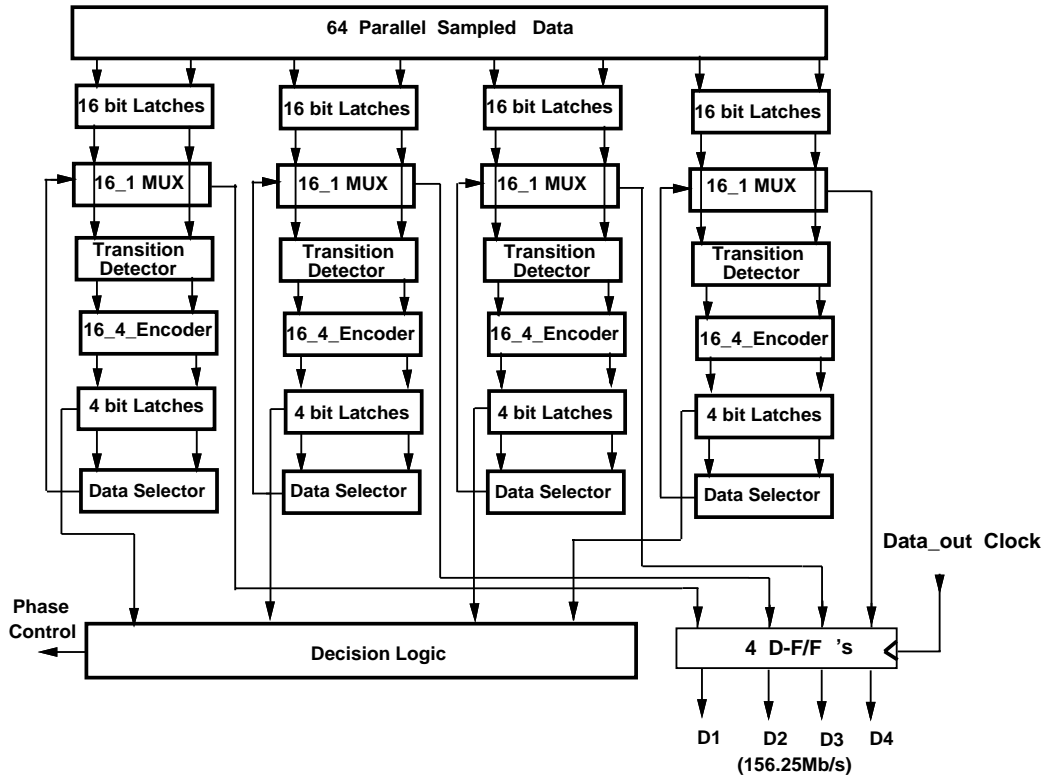 64 Parallel Sampled Data
16 bit Latches
16 bit Latches
16 bit Latches
16 bit Latches
16_1 MUX
16_1 MUX
16_1 MUX
16_1 MUX
Transition
Detector
Transition
Detector
Transition
Detector
Transition
Detector
16_4_Encoder
16_4_Encoder
16_4_Encoder
16_4_Encoder
4 bit Latches
4 bit Latches
4 bit Latches
4 bit Latches
Data Selector
Data Selector
Data Selector
Data Selector
Data_out Clock
Phase
Control
Decision Logic
4 D-F/F 's
D1
D2
D3
D4
(156.25Mb/s)